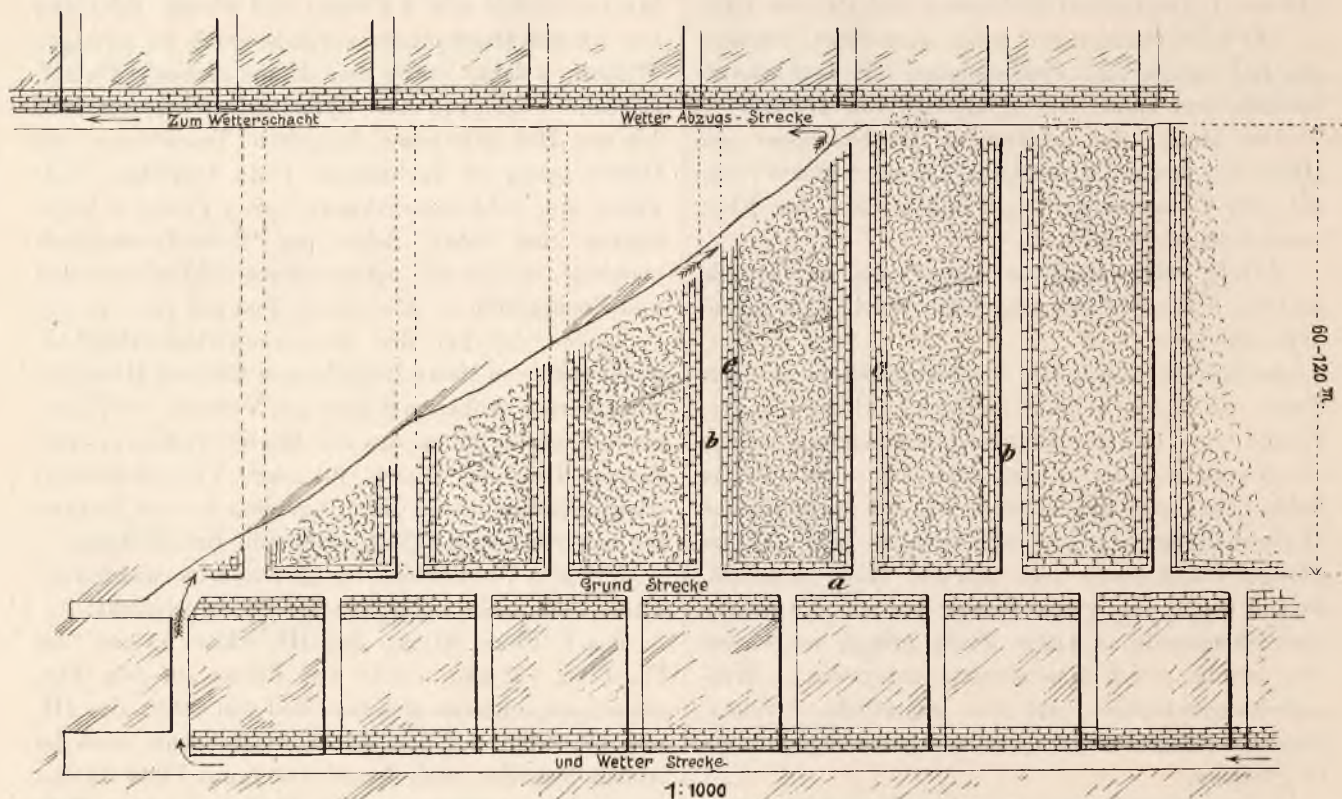 Zum Wetterschacht
Wetter Abzugs - Strecke
60-120 m.
c
c
b
b
Grund Strecke
a
und Wetter Strecke
1:1000